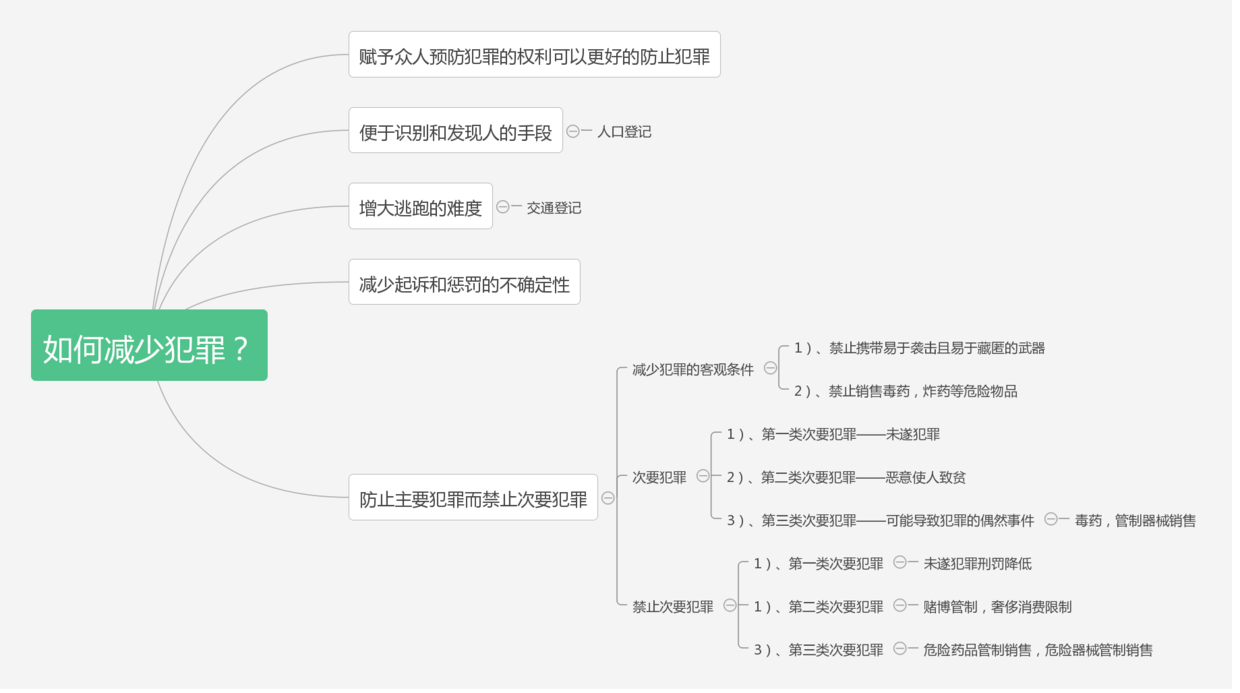 赋予众人预防犯罪的权利可以更好的防止犯罪
便于识别和发现人的手段
人口登记
增大逃跑的难度
交通登记
减少起诉和惩罚的不确定性
如何减少犯罪？
防止主要犯罪而禁止次要犯罪
减少犯罪的客观条件
1）、禁止携带易于袭击且易于藏匿的武器
2）、禁止销售毒药，炸药等危险物品
次要犯罪
1）、第一类次要犯罪——未遂犯罪
2）、第二类次要犯罪——恶意使人致贫
3）、第三类次要犯罪——可能导致犯罪的偶然事件
毒药，管制器械销售
禁止次要犯罪
1）、第一类次要犯罪
未遂犯罪刑罚降低
1）、第二类次要犯罪
赌博管制，奢侈消费限制
3）、第三类次要犯罪
危险药品管制销售，危险器械管制销售